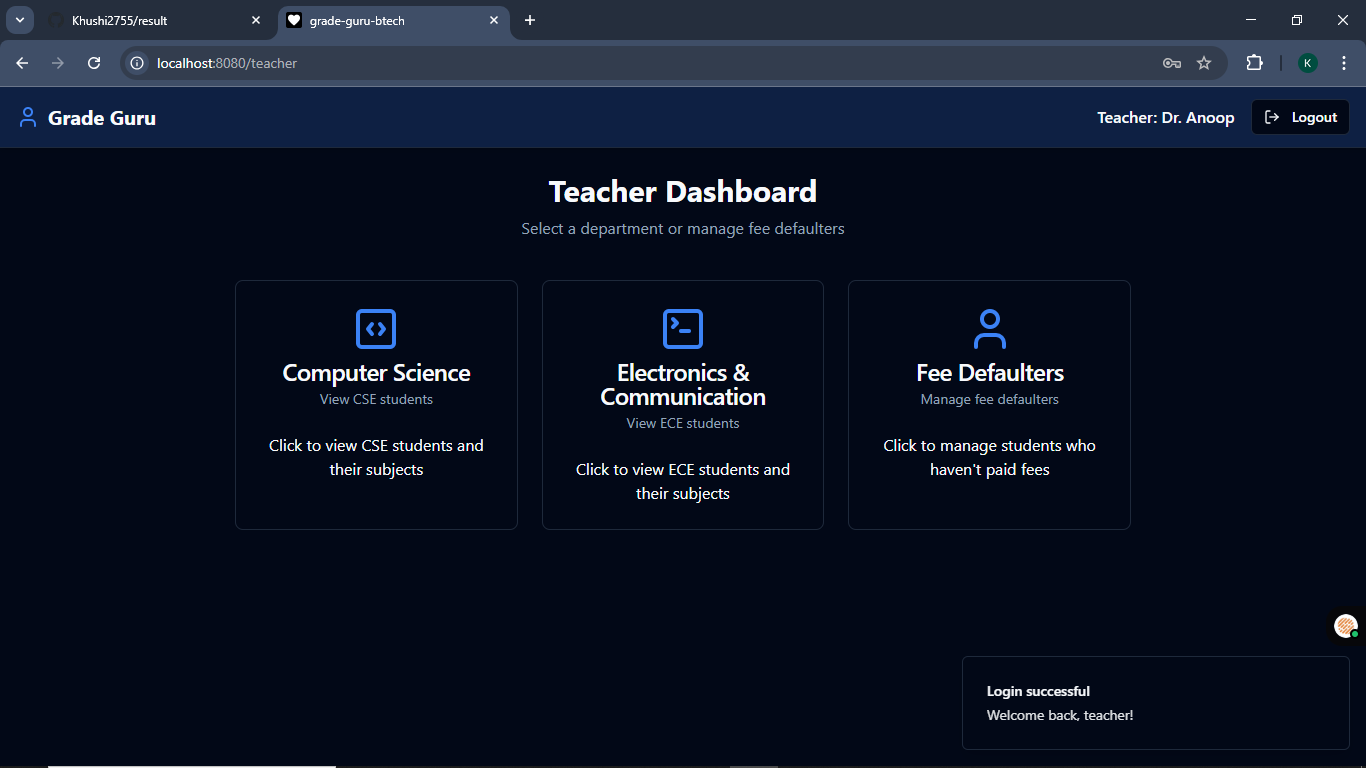 Khushi2755/result
grade-guru-btech
localhost:8080/teacher
K
Grade Guru
Teacher: Dr. Anoop
Logout
Teacher Dashboard
Select a department or manage fee defaulters
Computer Science
View CSE students
Click to view CSE students and
their subjects
Electronics &
Communication
View ECE students
Click to view ECE students and
their subjects
Fee Defaulters
Manage fee defaulters
Click to manage students who
haven't paid fees
Login successful
Welcome back, teacher!